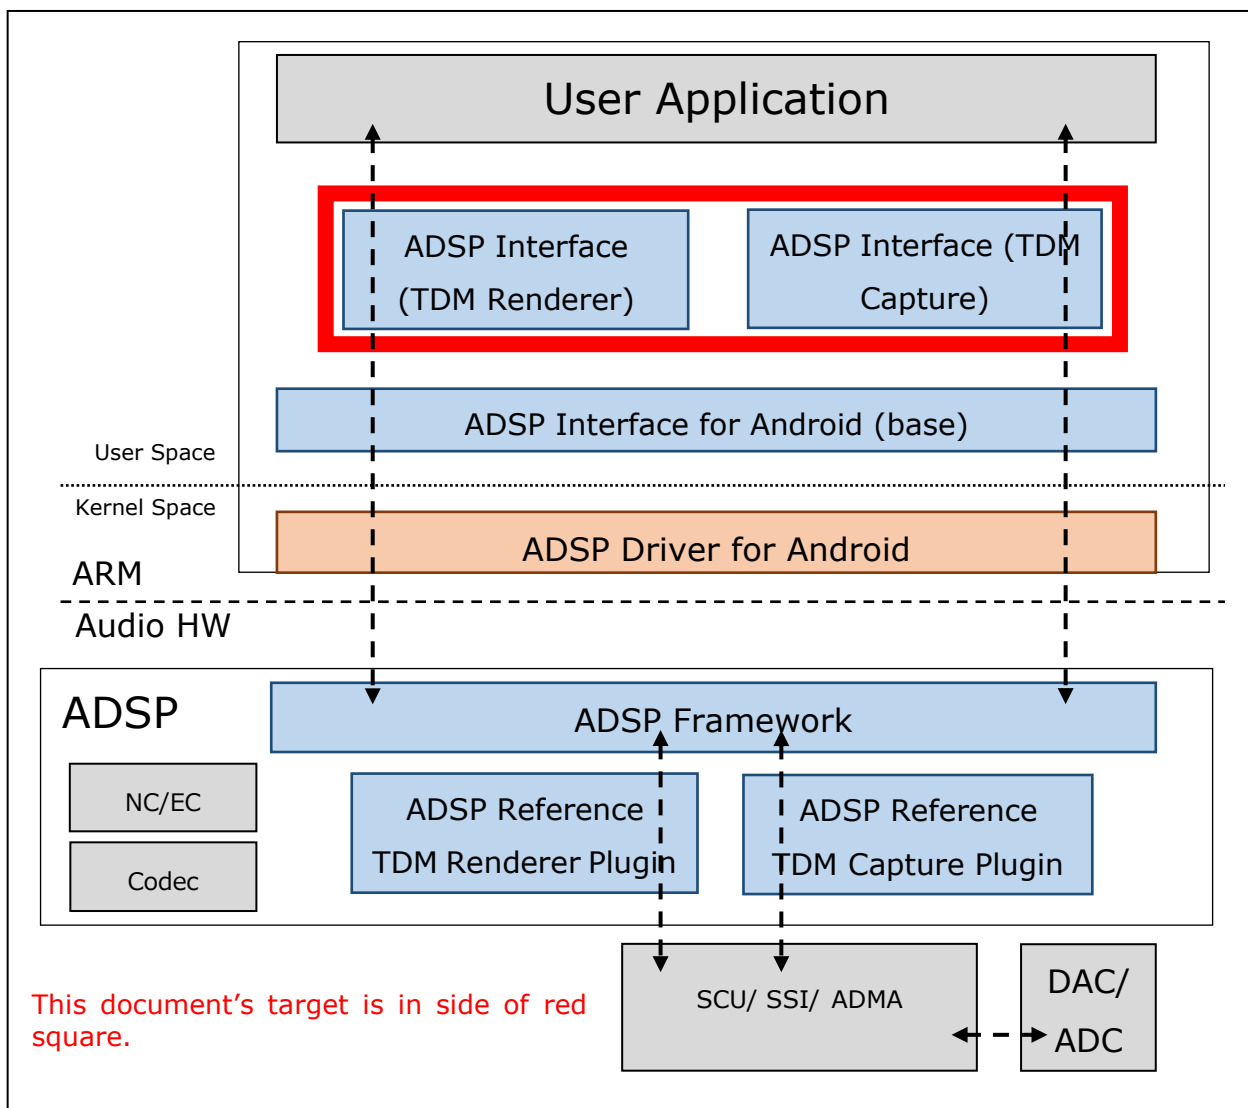 User Application
ADSP Interface
(TDM Renderer)
ADSP Interface (TDM
Capture)
ADSP Interface for Android (base)
User Space
Kernel Space
ADSP Driver for Android
ARM
Audio HW
ADSP
ADSP Framework
NC/EC
Codec
ADSP Reference
TDM Renderer Plugin
ADSP Reference
TDM Capture Plugin
SCU/ SSI/ ADMA
DAC/
ADC
This document’s target is in side of red
square.